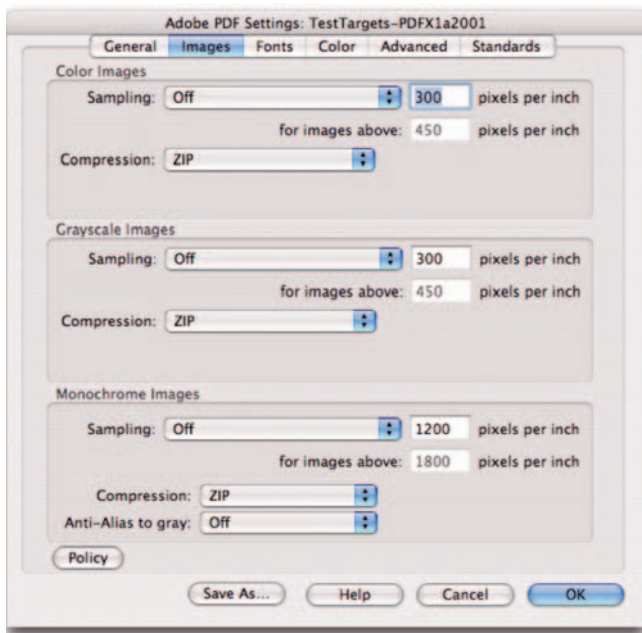 Adobe PDF Settings: TestTargets-PDFX1a2001
General Images Fonts Color Advanced Standards
Color Images
Sampling: Off 300 pixels per inch
for images above: 450 pixels per inch
Compression: ZIP
Grayscale Images
Sampling: Off 300 pixels per inch
for images above: 450 pixels per inch
Compression: ZIP
Monochrome Images
Sampling: Off 1200 pixels per inch
for images above: 1800 pixels per inch
Compression: ZIP
Anti-Alias to gray: Off
Policy
Save As... Help Cancel OK